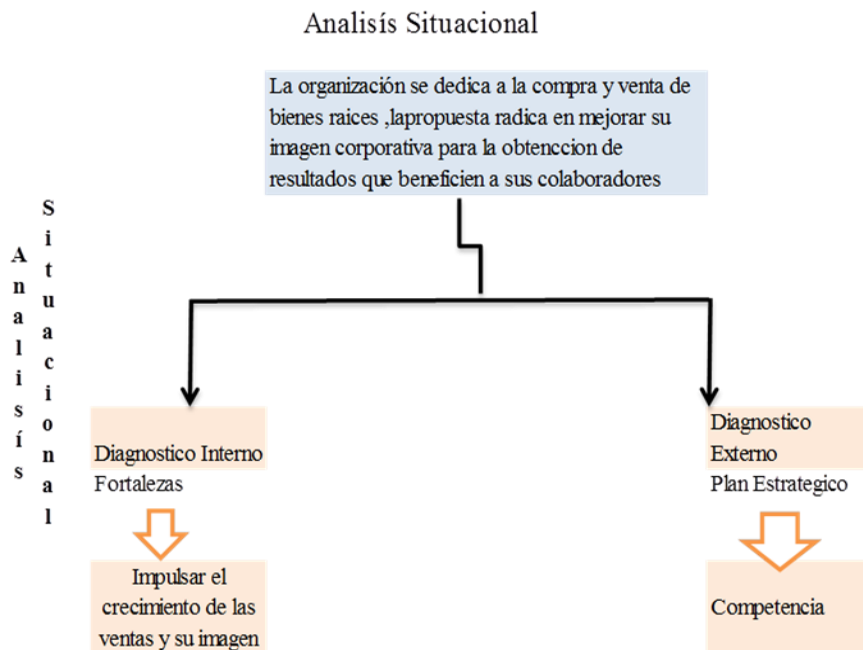 Analisís Situacional
La organización se dedica a la compra y venta de
bienes raices ,lapropuesta radica en mejorar su
imagen corporativa para la obtenccion de
resultados que beneficien a sus colaboradores
Analisís
Situacional
Diagnostico Interno
Fortalezas
Impulsar el
crecimiento de las
ventas y su imagen
Diagnostico
Externo
Plan Estrategico
Competencia